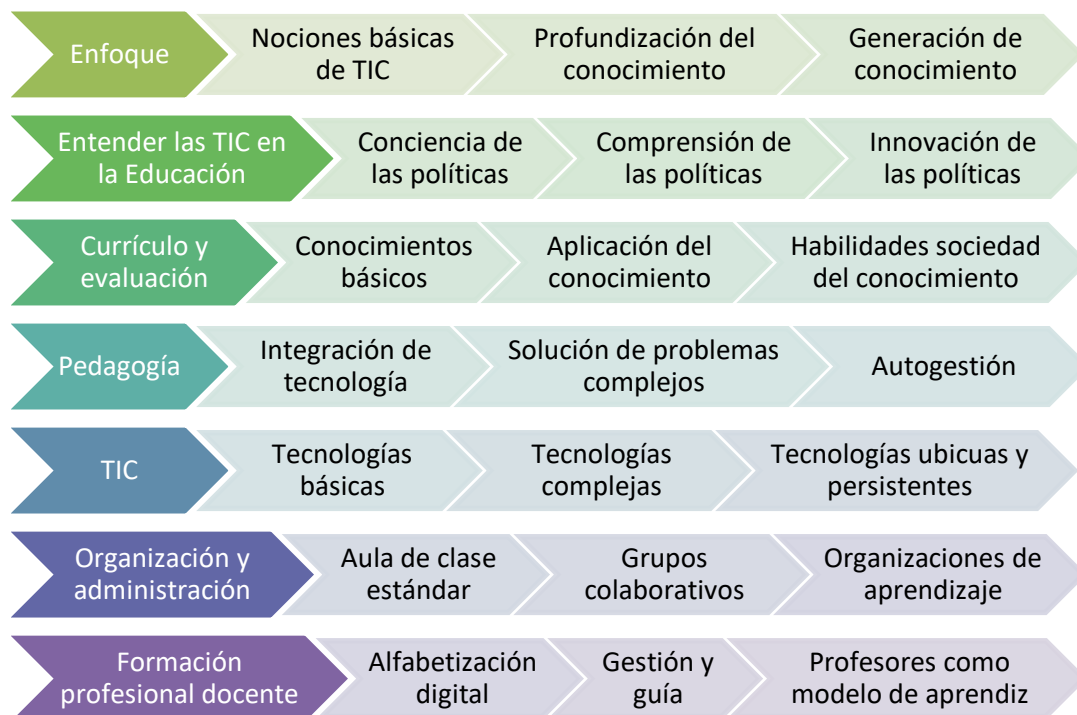 Enfoque
Nociones básicas
de TIC
Profundización del
conocimiento
Generación de
conocimiento
Entender las TIC en
la Educación
Conciencia de
las políticas
Comprensión de
las políticas
Innovación de
las políticas
Currículo y
evaluación
Conocimientos
básicos
Aplicación del
conocimiento
Habilidades sociedad
del conocimiento
Pedagogía
Integración de
tecnología
Solución de problemas
complejos
Autogestión
TIC
Tecnologías
básicas
Tecnologías
complejas
Tecnologías ubicuas y
persistentes
Organización y
administración
Aula de clase
estándar
Grupos
colaborativos
Organizaciones de
aprendizaje
Formación
profesional docente
Alfabetización
digital
Gestión y
guía
Profesores como
modelo de aprendiz